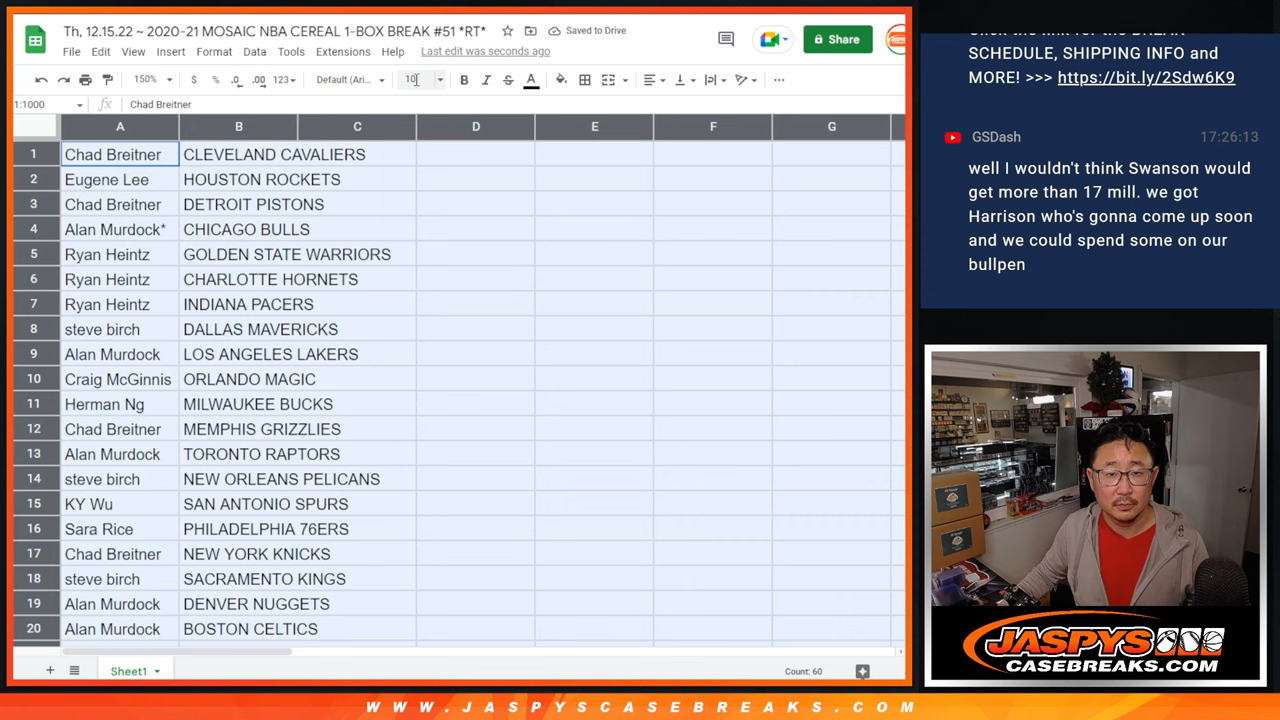 Th, 12.15.22 ~ 2020-21 MOSAIC NBA CEREAL 1-BOX BREAK #51 *RT*
Saved to Drive
File Edit View Insert Format Data Tools Extensions Help Last edit was seconds ago
Share
150% $ % .0 .00 123 Default (Ari... 10 B I S A
1:1000 fx Chad Breitner
A B C D E F G
1 Chad Breitner CLEVELAND CAVALIERS
2 Eugene Lee HOUSTON ROCKETS
3 Chad Breitner DETROIT PISTONS
4 Alan Murdock* CHICAGO BULLS
5 Ryan Heintz GOLDEN STATE WARRIORS
6 Ryan Heintz CHARLOTTE HORNETS
7 Ryan Heintz INDIANA PACERS
8 steve birch DALLAS MAVERICKS
9 Alan Murdock LOS ANGELES LAKERS
10 Craig McGinnis ORLANDO MAGIC
11 Herman Ng MILWAUKEE BUCKS
12 Chad Breitner MEMPHIS GRIZZLIES
13 Alan Murdock TORONTO RAPTORS
14 steve birch NEW ORLEANS PELICANS
15 KY Wu SAN ANTONIO SPURS
16 Sara Rice PHILADELPHIA 76ERS
17 Chad Breitner NEW YORK KNICKS
18 steve birch SACRAMENTO KINGS
19 Alan Murdock DENVER NUGGETS
20 Alan Murdock BOSTON CELTICS
Sheet1
Count: 60
Click the link for the BREAK
SCHEDULE, SHIPPING INFO and
MORE! >>> https://bit.ly/2Sdw6K9
GSDash 17:26:13
well I wouldn't think Swanson would
get more than 17 mill. we got
Harrison who's gonna come up soon
and we could spend some on our
bullpen
JASPYS
CASEBREAKS.COM
WWW.JASPYSCASEBREAKS.COM